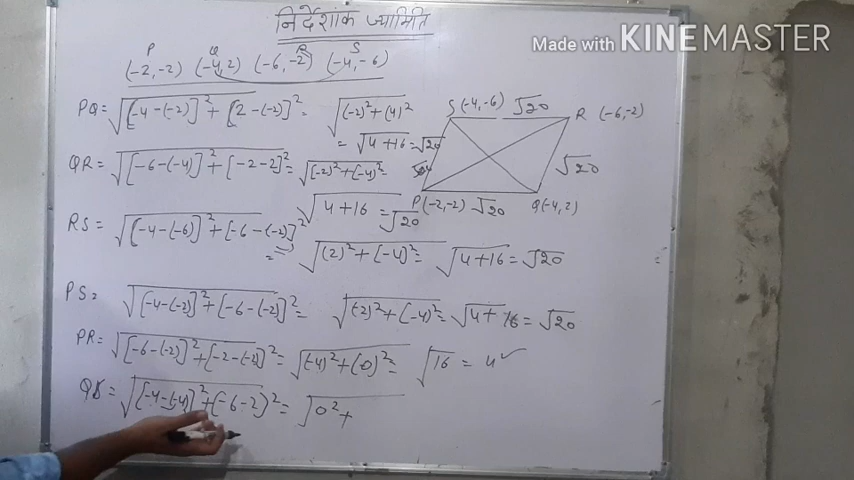 Made with KINEMASTER
निर्देशांक ज्यामिति
P Q R S
(-2,-2) (-4,2) (-6,-2) (-4,-6)
PQ = √[-4-(-2)]²+[2-(-2)]² = √(-2)²+(4)²
= √4+16 = √20
QR = √[-6-(-4)]²+[-2-2]² = √(-2)²+(-4)² =
√4+16 = √20
RS = √[-4-(-6)]²+[-6-(-2)]²
= √(2)²+(-4)² = √4+16 = √20
PS = √[-4-(-2)]²+[-6-(-2)]² = √(-2)²+(-4)² = √4+16 = √20
PR = √[-6-(-2)]²+[-2-(-2)]² = √(-4)²+(0)² = √16 = 4 ✓
QS = √[-4-(-4)]²+(-6-2)² = √0²+
S(-4,-6) √20 R (-6,-2)
√20
P(-2,-2) √20 Q(-4,2)